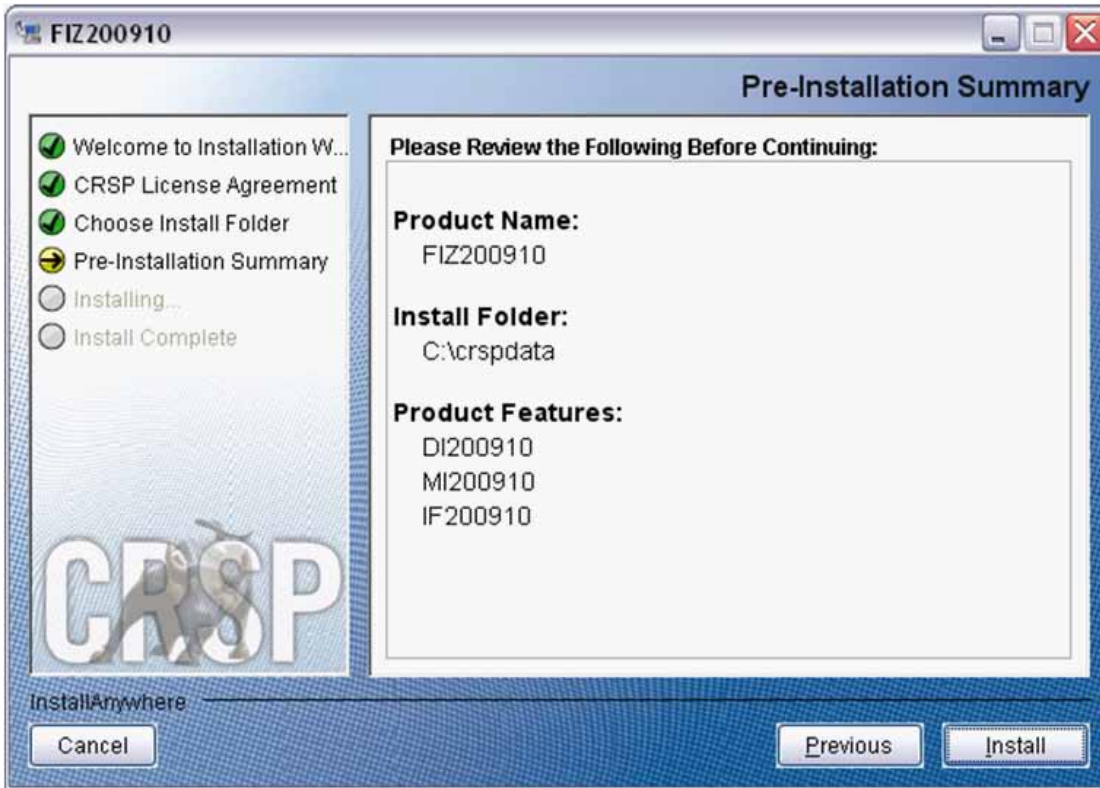 FIZ200910
Pre-Installation Summary
Welcome to Installation W...
CRSP License Agreement
Choose Install Folder
Pre-Installation Summary
Installing...
Install Complete
CRSP
Please Review the Following Before Continuing:
Product Name:
FIZ200910
Install Folder:
C:\crspdata
Product Features:
DI200910
MI200910
IF200910
InstallAnywhere
Cancel
Previous
Install